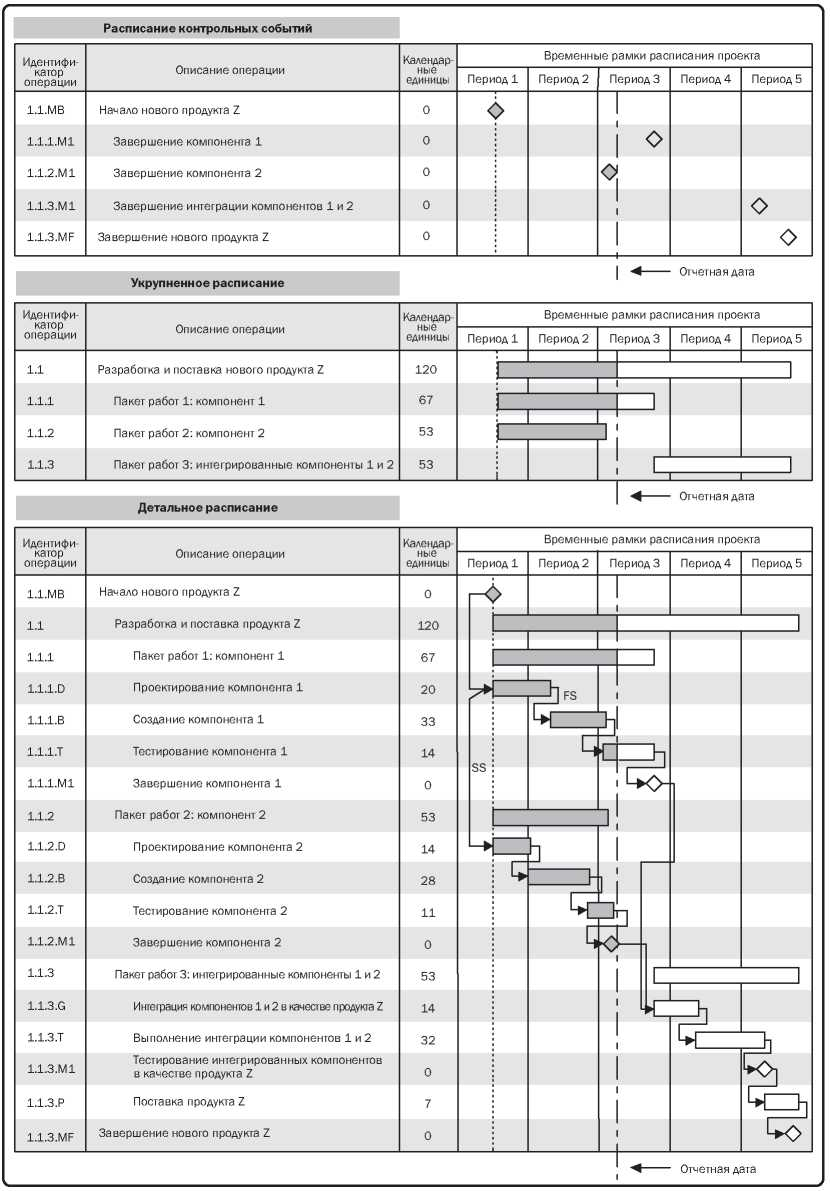 Расписание контрольных событий
Идентифи-
катор
операции
Описание операции
Календар-
ные
единицы
Временные рамки расписания проекта
Период 1 Период 2 Период 3 Период 4 Период 5
1.1.MB Начало нового продукта Z 0
1.1.1.M1 Завершение компонента 1 0
1.1.2.M1 Завершение компонента 2 0
1.1.3.M1 Завершение интеграции компонентов 1 и 2 0
1.1.3.MF Завершение нового продукта Z 0
Отчетная дата
Укрупненное расписание
Идентифи-
катор
операции
Описание операции
Календар-
ные
единицы
Временные рамки расписания проекта
Период 1 Период 2 Период 3 Период 4 Период 5
1.1 Разработка и поставка нового продукта Z 120
1.1.1 Пакет работ 1: компонент 1 67
1.1.2 Пакет работ 2: компонент 2 53
1.1.3 Пакет работ 3: интегрированные компоненты 1 и 2 53
Отчетная дата
Детальное расписание
Идентифи-
катор
операции
Описание операции
Календар-
ные
единицы
Временные рамки расписания проекта
Период 1 Период 2 Период 3 Период 4 Период 5
1.1.MB Начало нового продукта Z 0
1.1 Разработка и поставка продукта Z 120
1.1.1 Пакет работ 1: компонент 1 67
1.1.1.D Проектирование компонента 1 20
FS
1.1.1.B Создание компонента 1 33
1.1.1.T Тестирование компонента 1 14
SS
1.1.1.M1 Завершение компонента 1 0
1.1.2 Пакет работ 2: компонент 2 53
1.1.2.D Проектирование компонента 2 14
1.1.2.B Создание компонента 2 28
1.1.2.T Тестирование компонента 2 11
1.1.2.M1 Завершение компонента 2 0
1.1.3 Пакет работ 3: интегрированные компоненты 1 и 2 53
1.1.3.G Интеграция компонентов 1 и 2 в качестве продукта Z 14
1.1.3.T Выполнение интеграции компонентов 1 и 2 32
1.1.3.M1 Тестирование интегрированных компонентов
в качестве продукта Z 0
1.1.3.P Поставка продукта Z 7
1.1.3.MF Завершение нового продукта Z 0
Отчетная дата